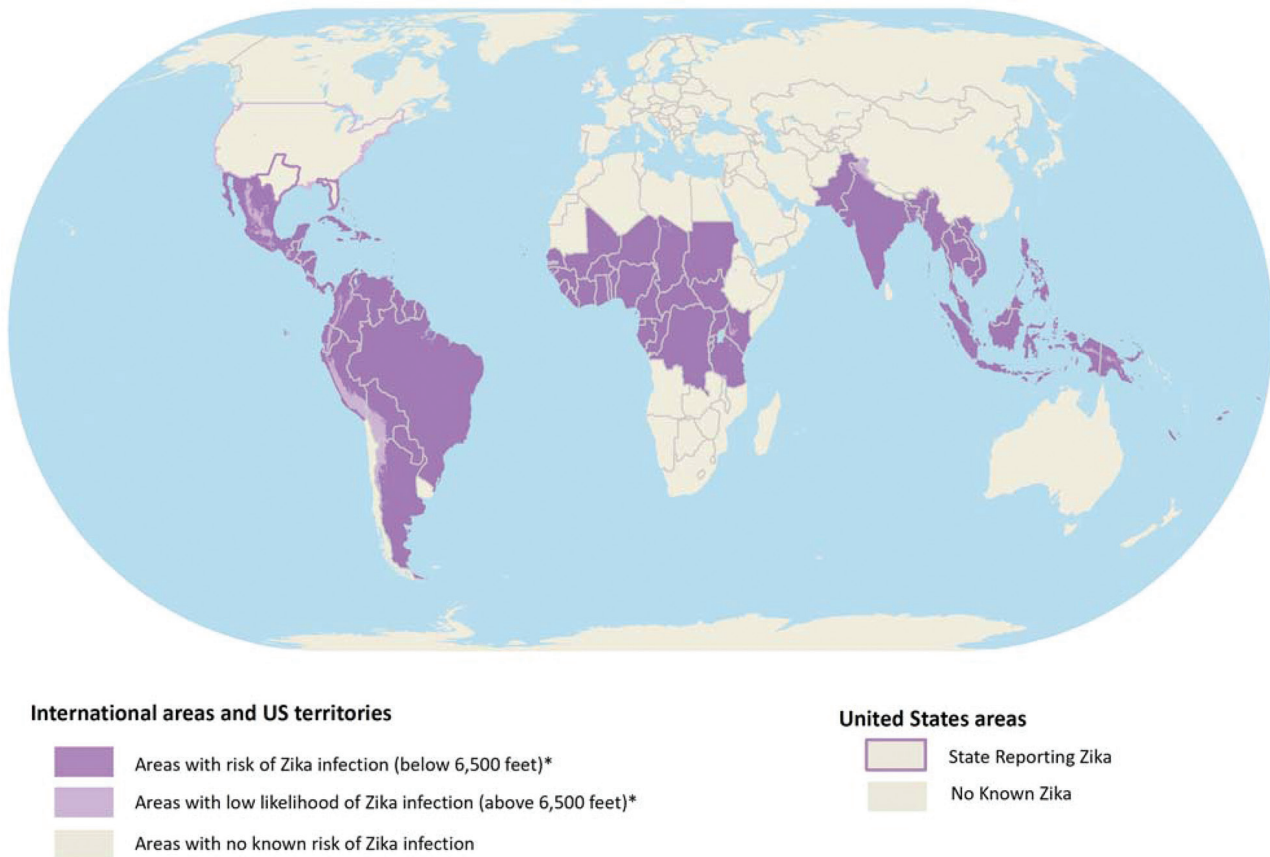 International areas and US territories
Areas with risk of Zika infection (below 6,500 feet)*
Areas with low likelihood of Zika infection (above 6,500 feet)*
Areas with no known risk of Zika infection
United States areas
State Reporting Zika
No Known Zika